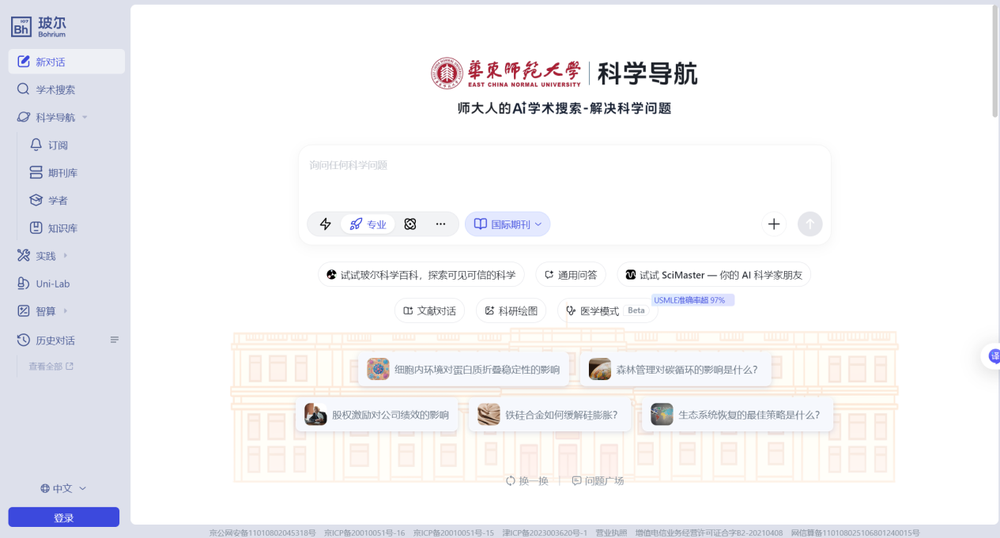 107
Bh
玻尔
Bohrium
新对话
学术搜索
科学导航
订阅
期刊库
学者
知识库
实践
Uni-Lab
智算
历史对话
查看全部
中文
登录
華東師範大學
EAST CHINA NORMAL UNIVERSITY
科学导航
师大人的Ai学术搜索-解决科学问题
询问任何科学问题
专业
国际期刊
试试玻尔科学百科，探索可见可信的科学
通用问答
试试 SciMaster — 你的 AI 科学家朋友
文献对话
科研绘图
医学模式 Beta
USMLE准确率超 97%
细胞内环境对蛋白质折叠稳定性的影响
森林管理对碳循环的影响是什么?
股权激励对公司绩效的影响
铁硅合金如何缓解硅膨胀?
生态系统恢复的最佳策略是什么?
换一换
问题广场
译
京公网安备11010802045318号 京ICP备20010051号-16 京ICP备20010051号-15 津ICP备2023003620号-1 营业执照 增值电信业务经营许可证合字B2-20210408 网信算备110108025106801240015号